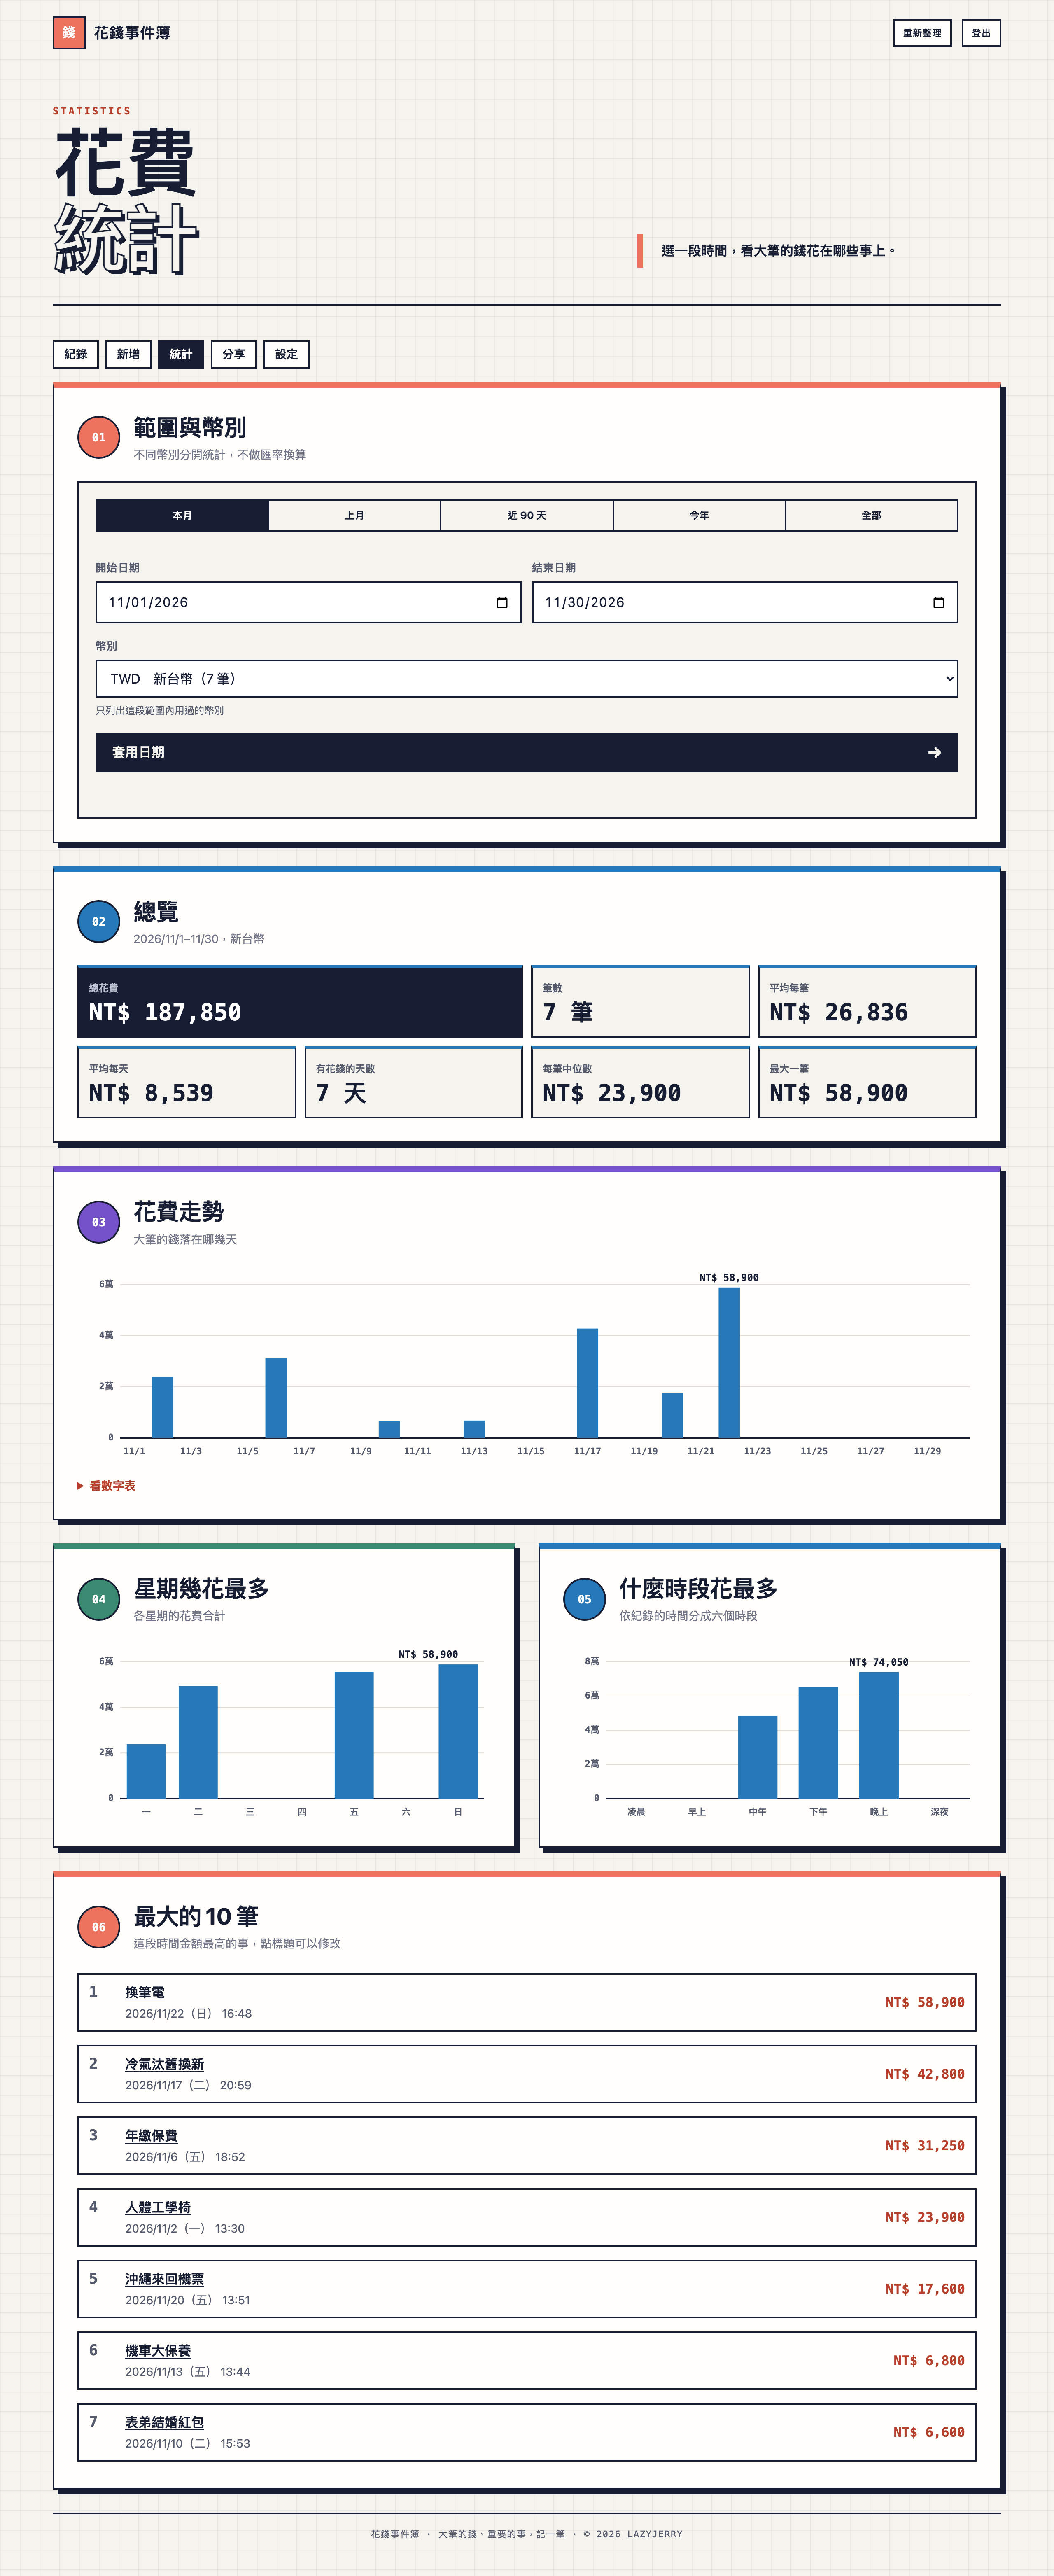 錢 花錢事件簿
重新整理 登出
STATISTICS
花費
統計
選一段時間，看大筆的錢花在哪些事上。
紀錄 新增 統計 分享 設定
01
範圍與幣別
不同幣別分開統計，不做匯率換算
本月 上月 近 90 天 今年 全部
開始日期 結束日期
11/01/2026 11/30/2026
幣別
TWD 新台幣（7 筆）
只列出這段範圍內用過的幣別
套用日期 →
02
總覽
2026/11/1–11/30，新台幣
總花費 筆數 平均每筆
NT$ 187,850 7 筆 NT$ 26,836
平均每天 有花錢的天數 每筆中位數 最大一筆
NT$ 8,539 7 天 NT$ 23,900 NT$ 58,900
03
花費走勢
大筆的錢落在哪幾天
NT$ 58,900
6萬
4萬
2萬
0
11/1 11/3 11/5 11/7 11/9 11/11 11/13 11/15 11/17 11/19 11/21 11/23 11/25 11/27 11/29
▶ 看數字表
04
星期幾花最多
各星期的花費合計
NT$ 58,900
6萬
4萬
2萬
0
一 二 三 四 五 六 日
05
什麼時段花最多
依紀錄的時間分成六個時段
NT$ 74,050
8萬
6萬
4萬
2萬
0
凌晨 早上 中午 下午 晚上 深夜
06
最大的 10 筆
這段時間金額最高的事，點標題可以修改
1 換筆電
2026/11/22（日） 16:48
NT$ 58,900
2 冷氣汰舊換新
2026/11/17（二） 20:59
NT$ 42,800
3 年繳保費
2026/11/6（五） 18:52
NT$ 31,250
4 人體工學椅
2026/11/2（一） 13:30
NT$ 23,900
5 沖繩來回機票
2026/11/20（五） 13:51
NT$ 17,600
6 機車大保養
2026/11/13（五） 13:44
NT$ 6,800
7 表弟結婚紅包
2026/11/10（二） 15:53
NT$ 6,600
花錢事件簿 · 大筆的錢、重要的事，記一筆 · © 2026 LAZYJERRY